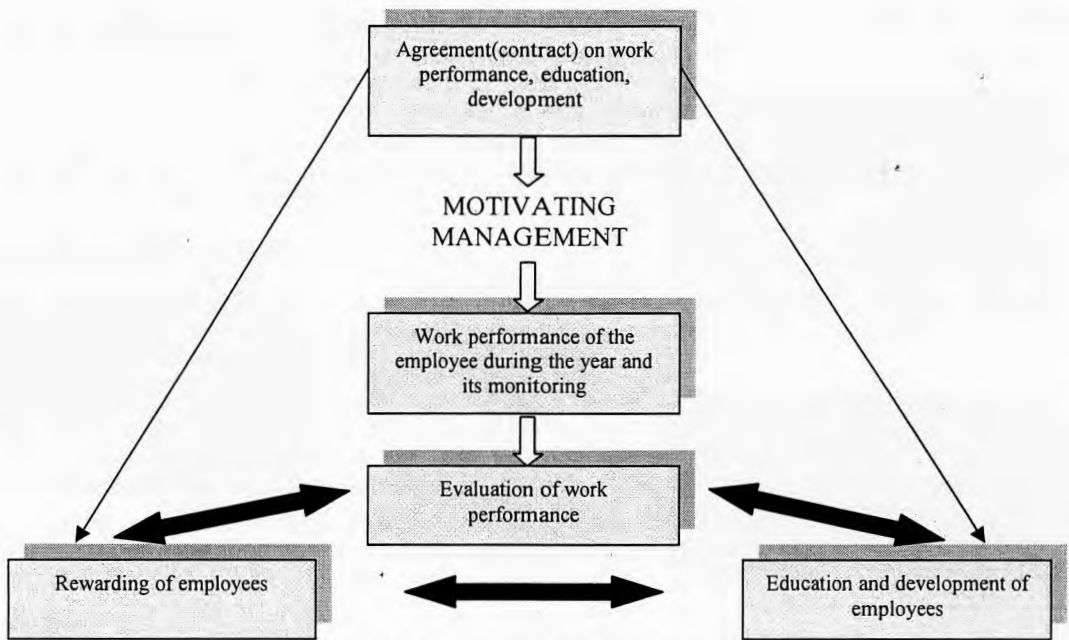 Agreement(contract) on work
performance, education,
development
MOTIVATING
MANAGEMENT
Work performance of the
employee during the year and
its monitoring
Evaluation of work
performance
Rewarding of employees
Education and development of
employees